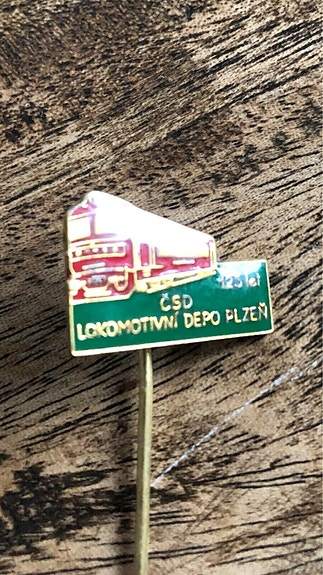 125 let
ČSD
LOKOMOTIVNÍ DEPO PLZEŇ